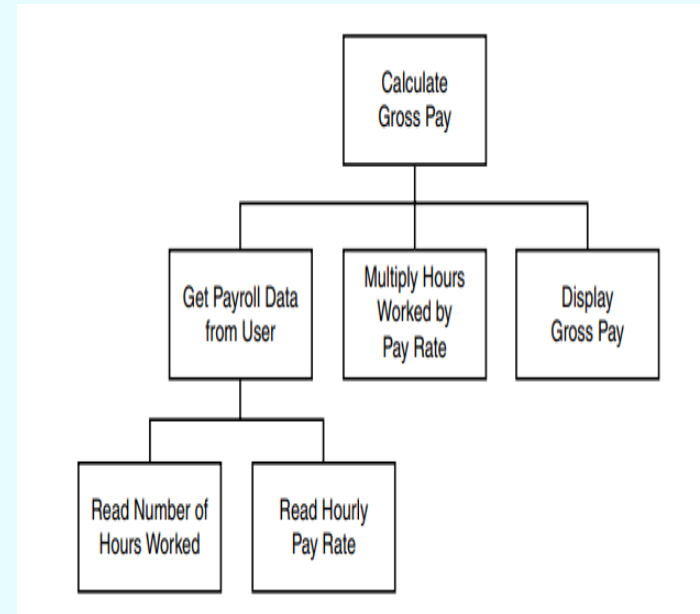 Calculate
Gross Pay
Get Payroll Data
from User
Multiply Hours
Worked by
Pay Rate
Display
Gross Pay
Read Number of
Hours Worked
Read Hourly
Pay Rate